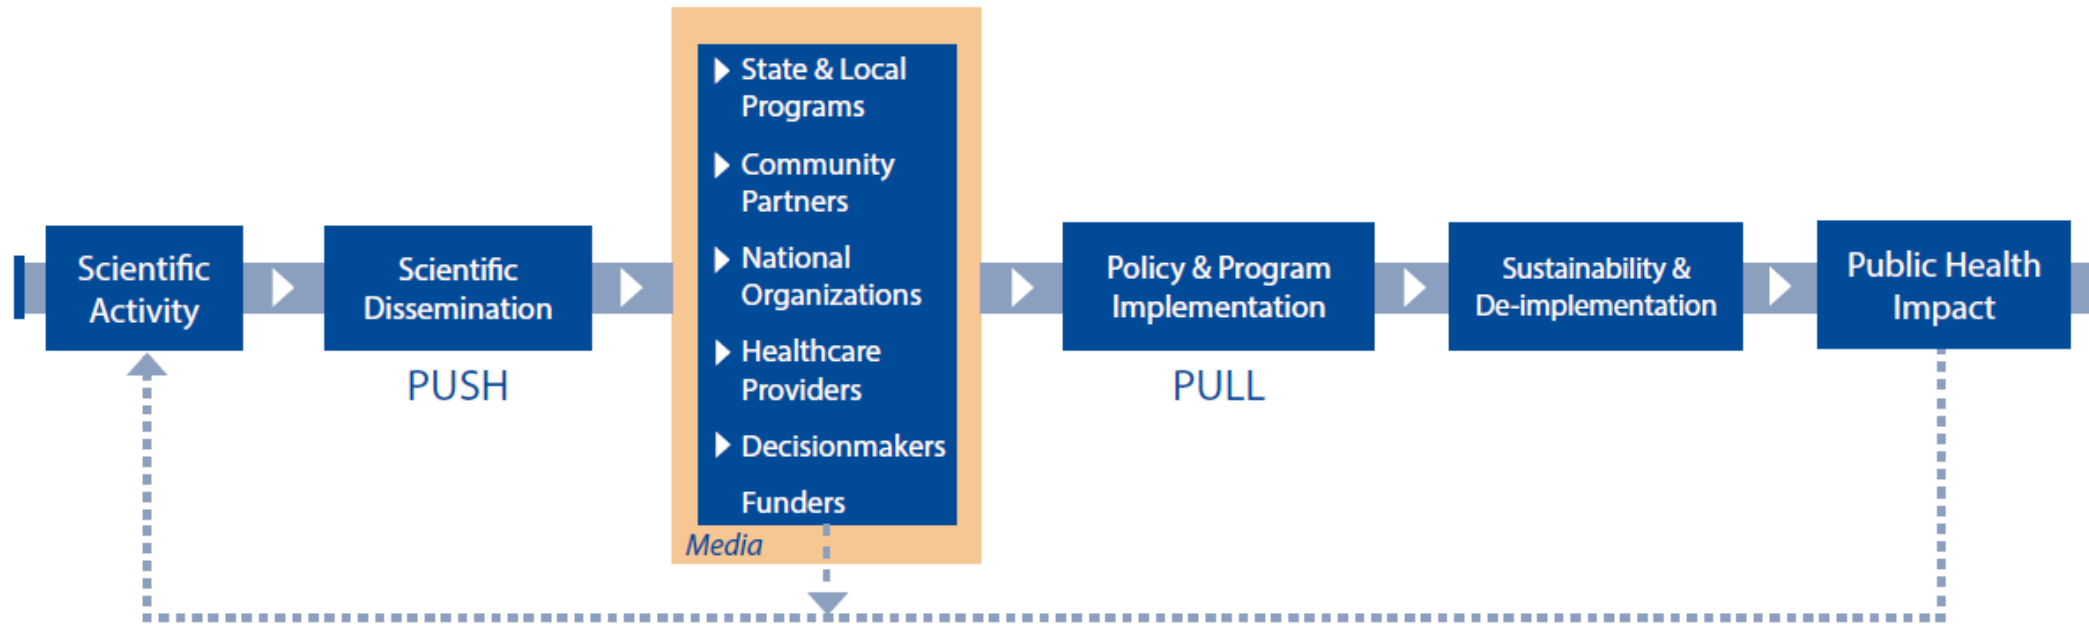 Scientific
Activity
Scientific
Dissemination
PUSH
State & Local
Programs
Community
Partners
National
Organizations
Healthcare
Providers
Decisionmakers
Funders
Media
Policy & Program
Implementation
PULL
Sustainability &
De-implementation
Public Health
Impact